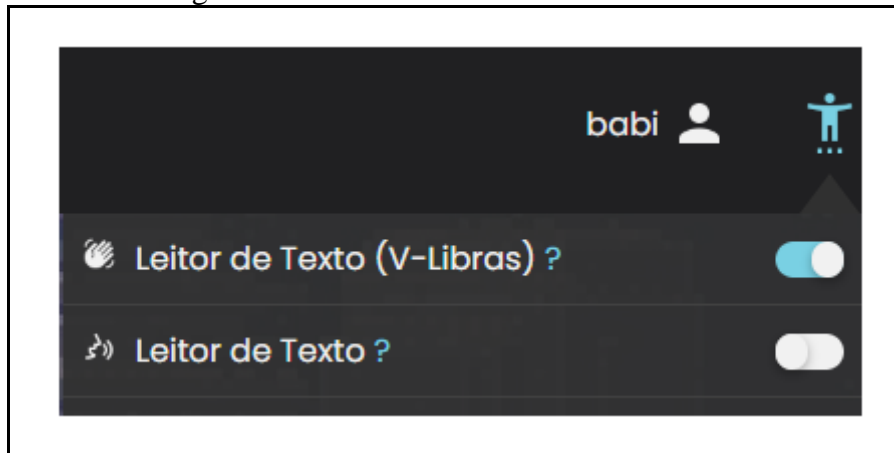 babi
Leitor de Texto (V-Libras) ?
Leitor de Texto ?